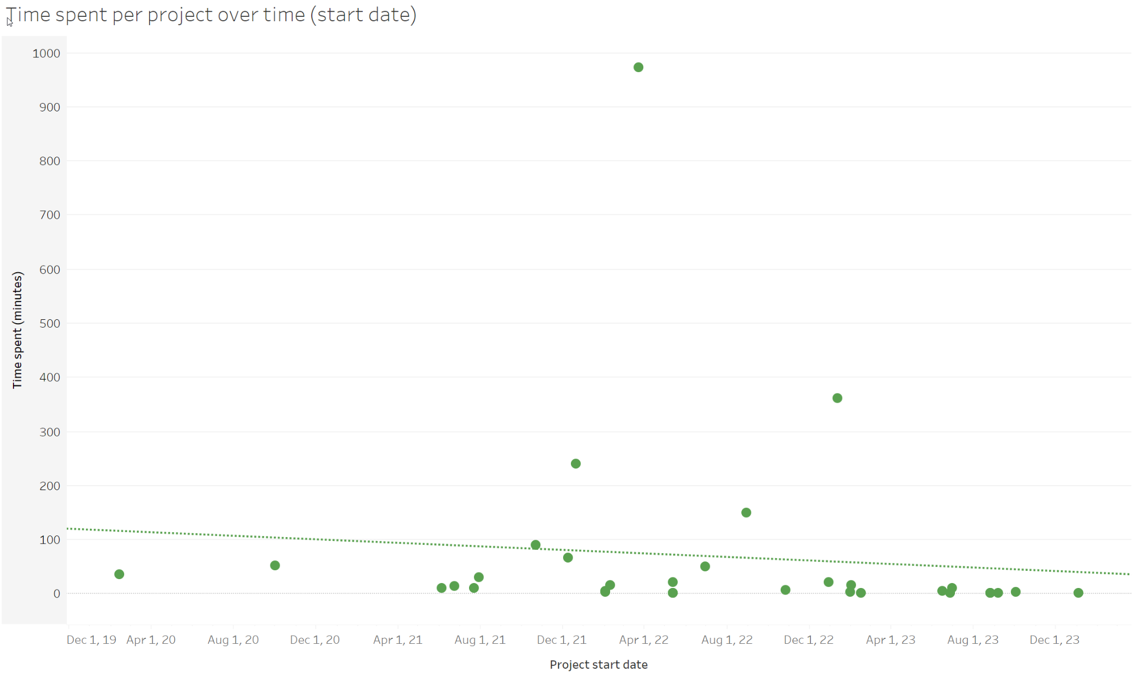 Time spent per project over time (start date)
1000
900
800
700
600
500
400
300
200
100
0
Time spent (minutes)
Dec 1, 19 Apr 1, 20 Aug 1, 20 Dec 1, 20 Apr 1, 21 Aug 1, 21 Dec 1, 21 Apr 1, 22 Aug 1, 22 Dec 1, 22 Apr 1, 23 Aug 1, 23 Dec 1, 23
Project start date